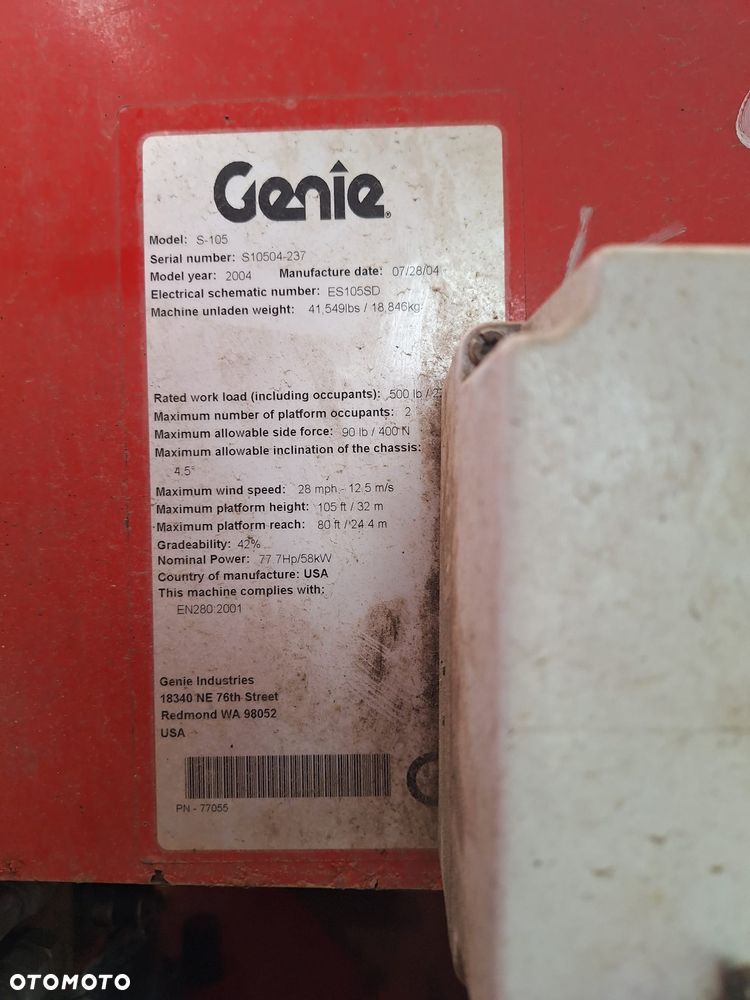 Genie
Model: S-105
Serial number: S10504-237
Model year: 2004 Manufacture date: 07/28/04
Electrical schematic number: ES105SD
Machine unladen weight: 41,549lbs / 18,846kg
Rated work load (including occupants): 500 lb / 2
Maximum number of platform occupants: 2
Maximum allowable side force: 90 lb / 400 N
Maximum allowable inclination of the chassis:
4.5°
Maximum wind speed: 28 mph - 12.5 m/s
Maximum platform height: 105 ft / 32 m
Maximum platform reach: 80 ft / 24.4 m
Gradeability: 42%
Nominal Power: 77.7Hp/58kW
Country of manufacture: USA
This machine complies with:
EN280:2001
Genie Industries
18340 NE 76th Street
Redmond WA 98052
USA
PN - 77055
OTOMOTO